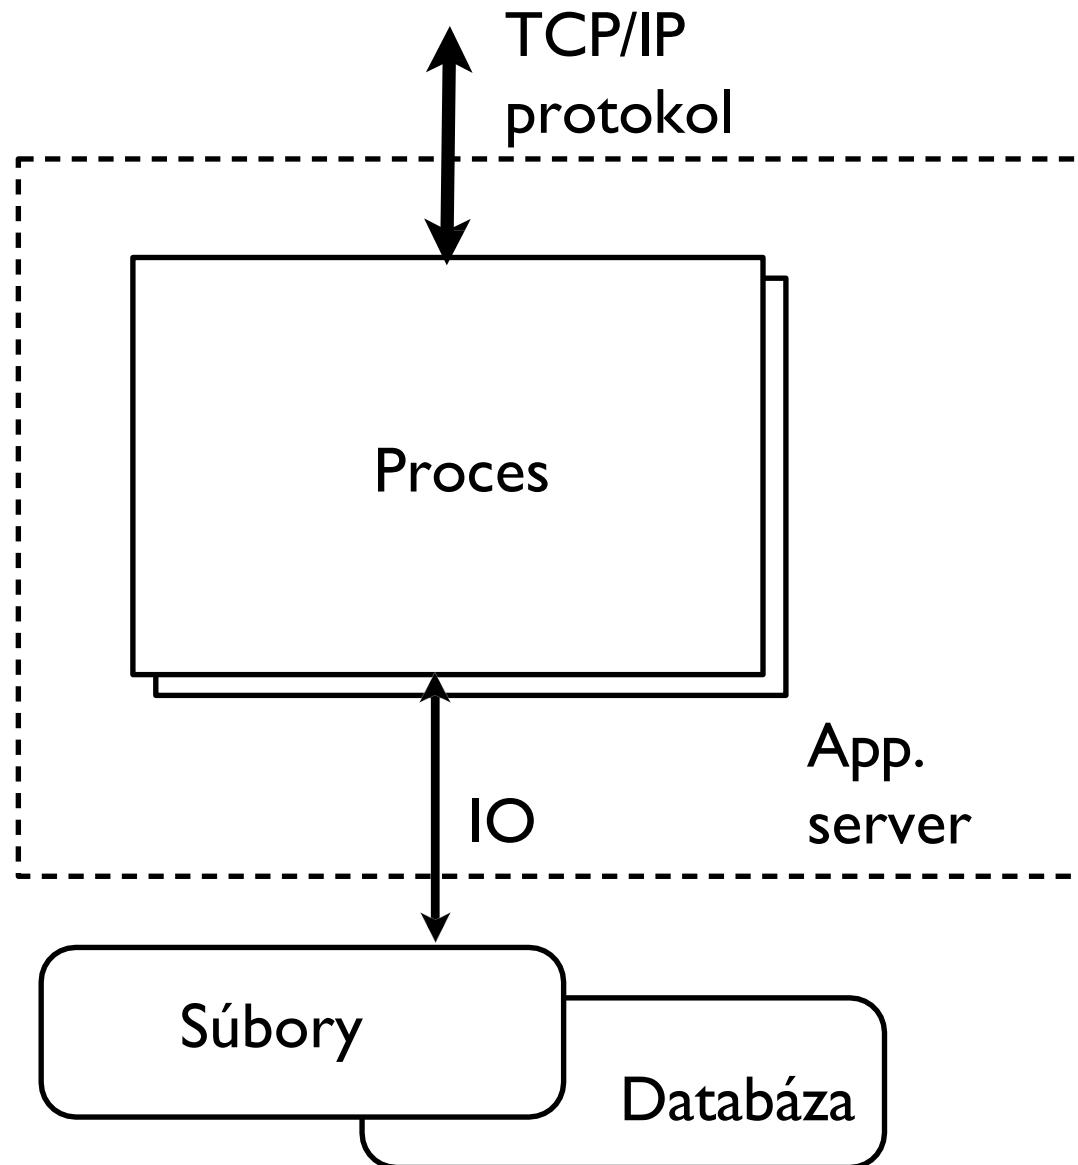 TCP/IP
protokol
Proces
App.
server
IO
Súbory
Databáza